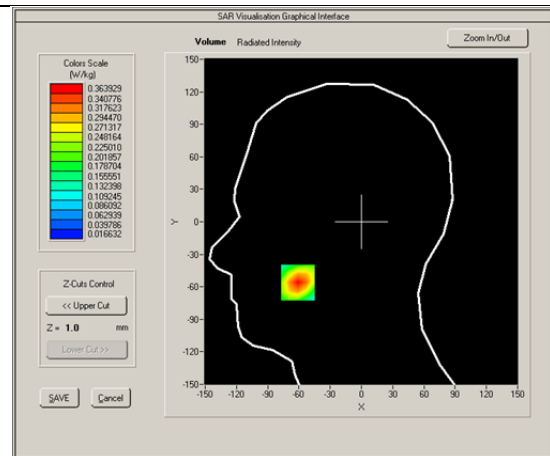 SAR Visualisation Graphical Interface
Volume Radiated Intensity
Zoom In/Out
Colors Scale
(W/kg)
0.363929
0.340776
0.317623
0.294470
0.271317
0.248164
0.225010
0.201857
0.178704
0.155551
0.132398
0.109245
0.086092
0.062939
0.039786
0.016632
Z-Cuts Control
<< Upper Cut
Z = 1.0 mm
Lower Cut >>
SAVE
Cancel
150
120
90
60
30
Y 0
-30
-60
-90
-120
-150
-150 -120 -90 -60 -30 0 30 60 90 120 150
X